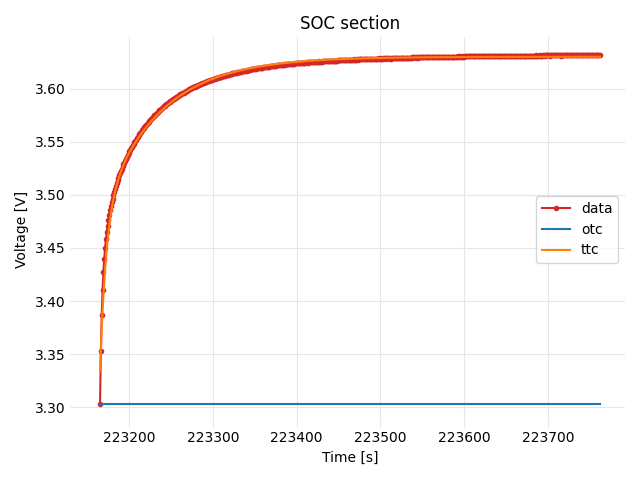 SOC section
Voltage [V]
3.60
3.55
3.50
3.45
3.40
3.35
3.30
data
otc
ttc
223200 223300 223400 223500 223600 223700
Time [s]